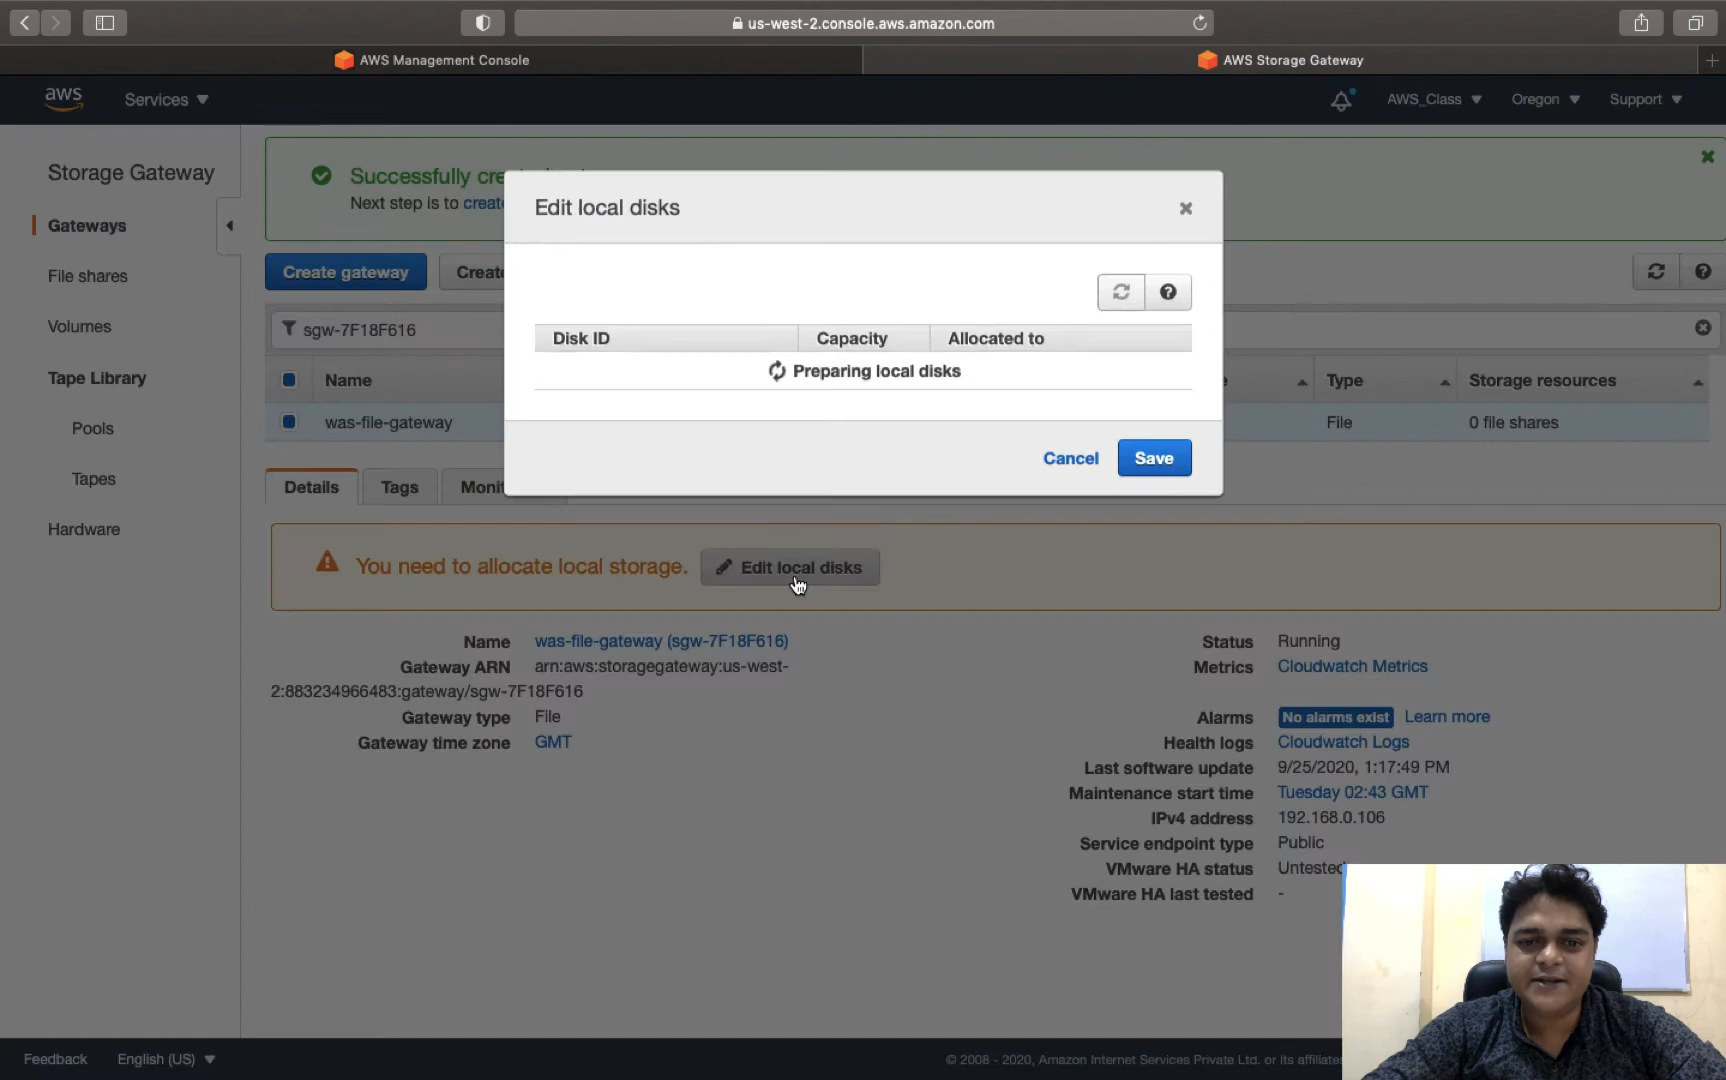 us-west-2.console.aws.amazon.com
AWS Management Console
AWS Storage Gateway
aws
Services
AWS_Class
Oregon
Support
Storage Gateway
Gateways
File shares
Volumes
Tape Library
Pools
Tapes
Hardware
Successfully cre
Next step is to create
Create gateway
Create
sgw-7F18F616
Name
Type
Storage resources
was-file-gateway
File
0 file shares
Edit local disks
Disk ID
Capacity
Allocated to
Preparing local disks
Cancel
Save
Details
Tags
Moni
You need to allocate local storage.
Edit local disks
Name
was-file-gateway (sgw-7F18F616)
Gateway ARN
arn:aws:storagegateway:us-west-
2:883234966483:gateway/sgw-7F18F616
Gateway type
File
Gateway time zone
GMT
Status
Running
Metrics
Cloudwatch Metrics
Alarms
No alarms exist
Learn more
Health logs
Cloudwatch Logs
Last software update
9/25/2020, 1:17:49 PM
Maintenance start time
Tuesday 02:43 GMT
IPv4 address
192.168.0.106
Service endpoint type
Public
VMware HA status
Untested
VMware HA last tested
-
Feedback
English (US)
© 2008 - 2020, Amazon Internet Services Private Ltd. or its affiliates